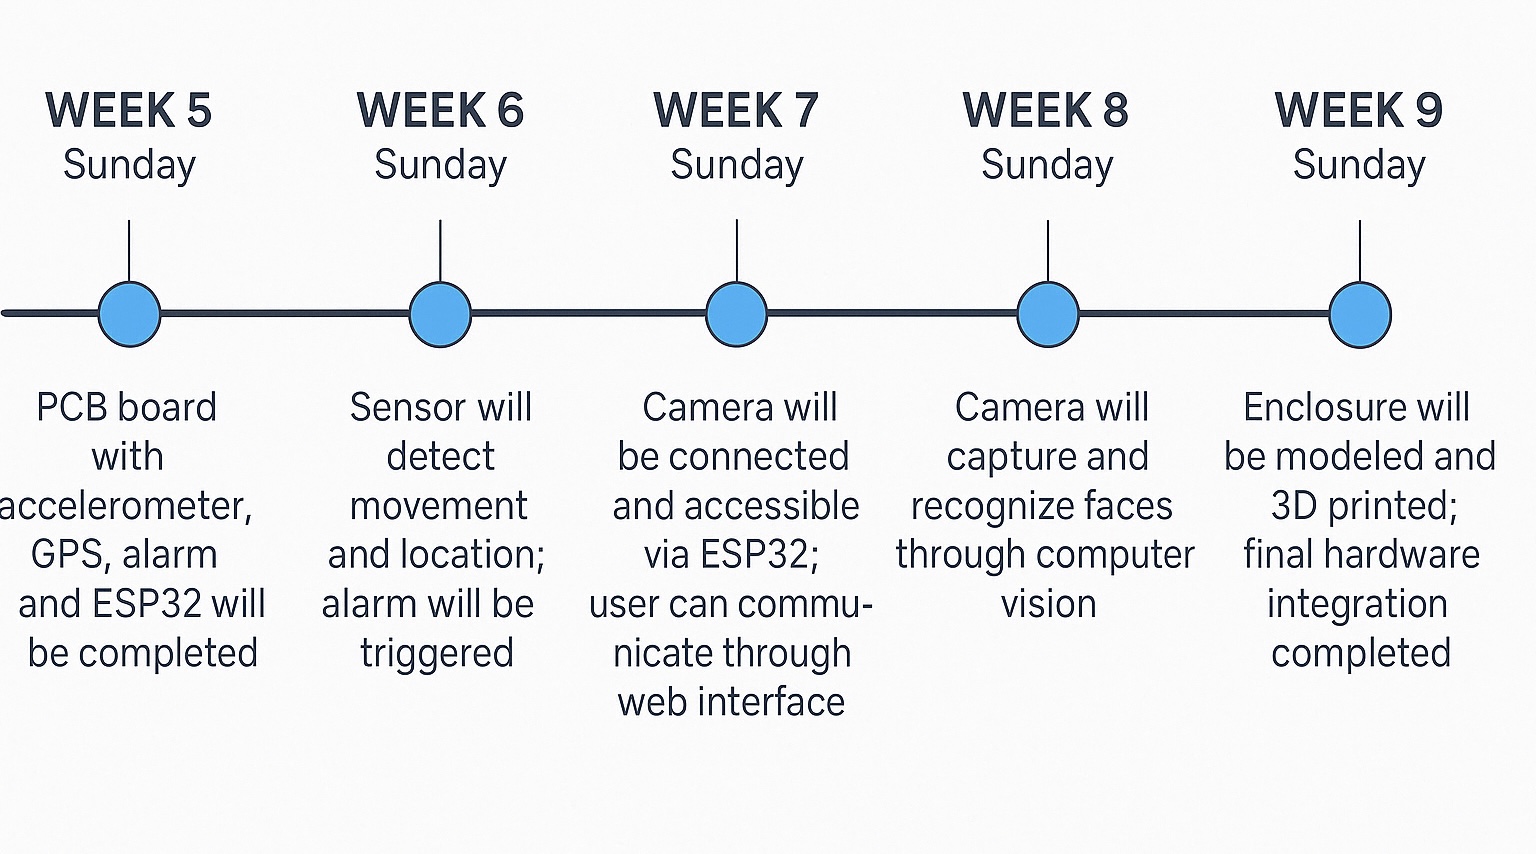 WEEK 5
Sunday
PCB board
with
accelerometer,
GPS, alarm
and ESP32 will
be completed
WEEK 6
Sunday
Sensor will
detect
movement
and location;
alarm will be
triggered
WEEK 7
Sunday
Camera will
be connected
and accessible
via ESP32;
user can commu-
nicate through
web interface
WEEK 8
Sunday
Camera will
capture and
recognize faces
through computer
vision
WEEK 9
Sunday
Enclosure will
be modeled and
3D printed;
final hardware
integration
completed